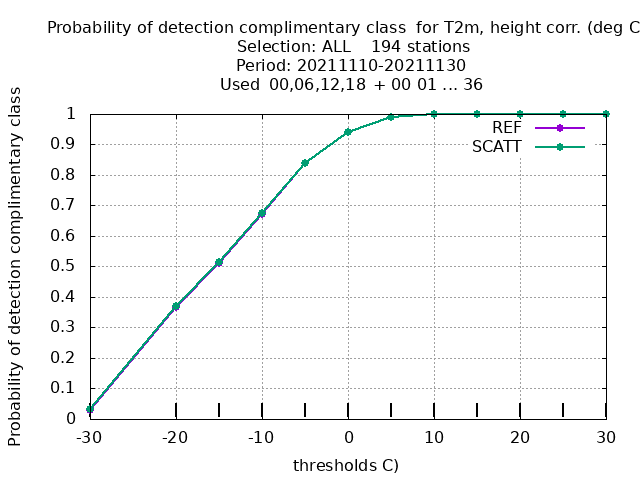 Probability of detection complimentary class  for T2m, height corr. (deg C
Selection: ALL    194 stations
Period: 20211110-20211130
Used  00,06,12,18  + 00 01 ... 36
Probability of detection complimentary class
1
0.9
0.8
0.7
0.6
0.5
0.4
0.3
0.2
0.1
0
REF
SCATT
-30 -20 -10 0 10 20 30
thresholds C)